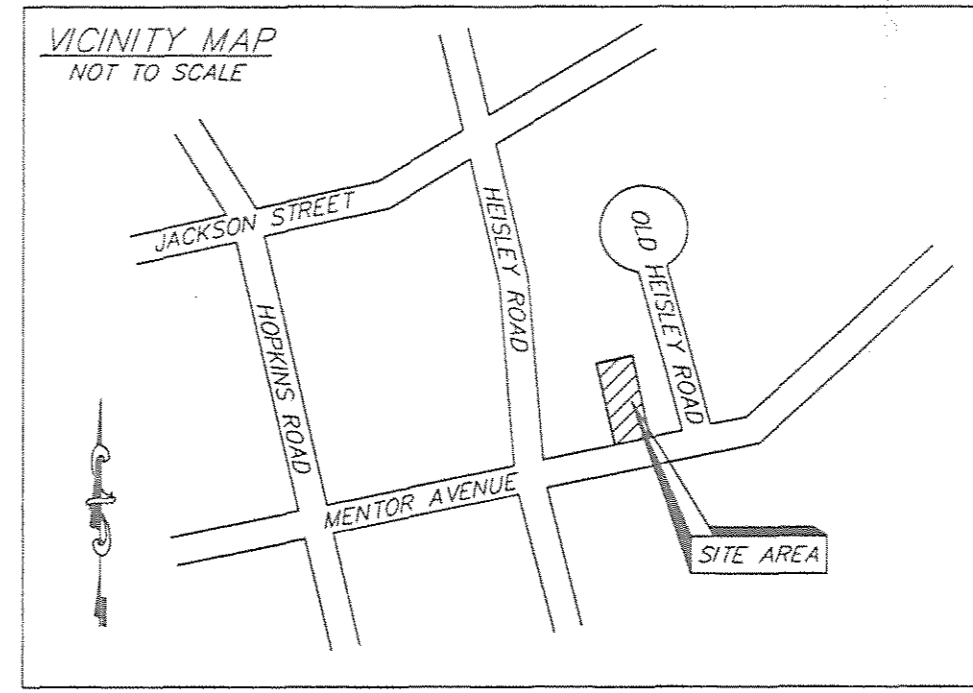 VICINITY MAP
NOT TO SCALE
JACKSON STREET
HEISLEY ROAD
OLD HEISLEY ROAD
HOPKINS ROAD
MENTOR AVENUE
SITE AREA